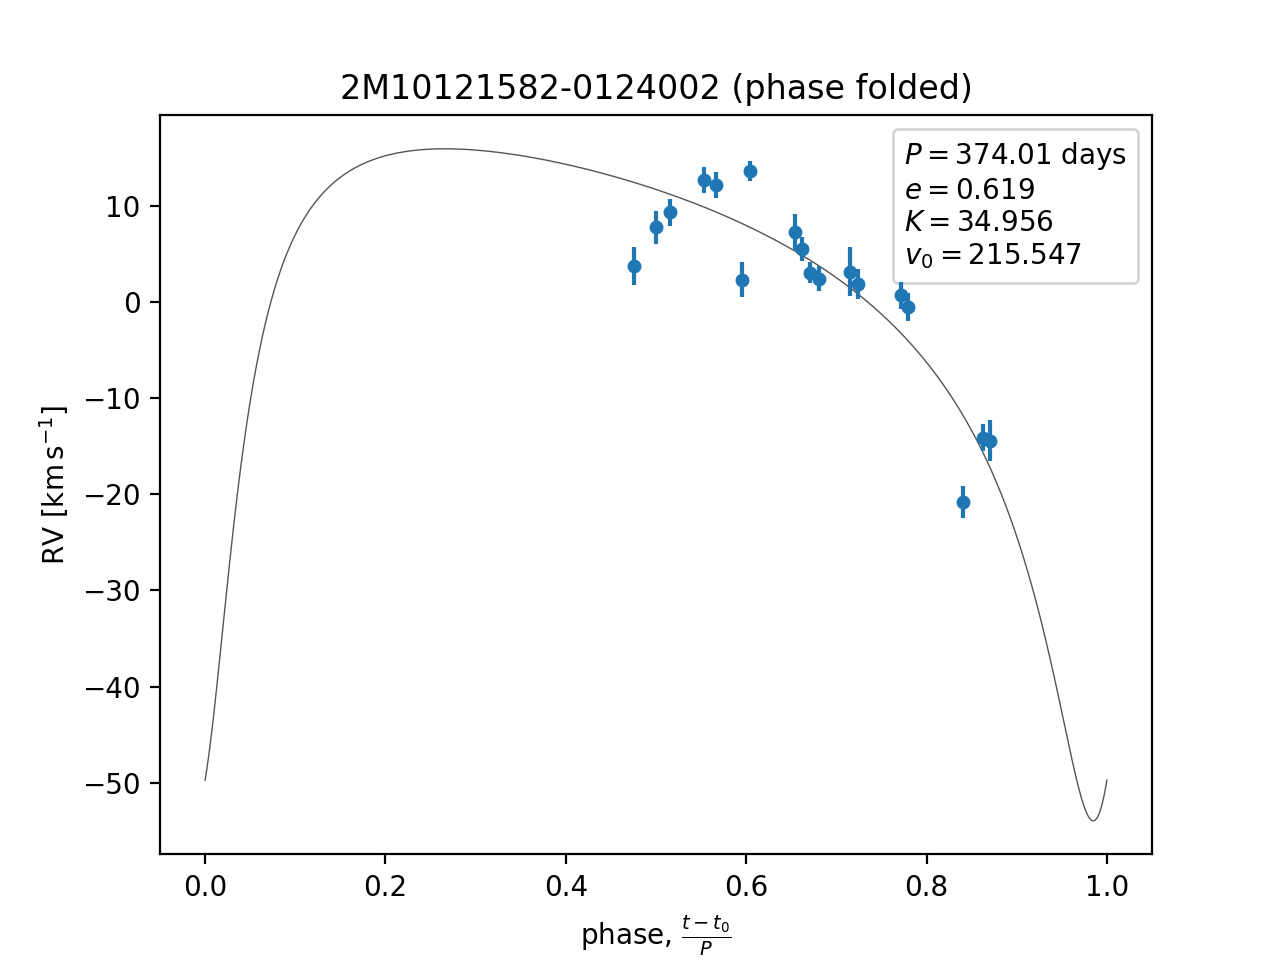 2M10121582-0124002 (phase folded)
P = 374.01 days
e = 0.619
K = 34.956
v₀ = 215.547
RV [km s⁻¹]
10
0
−10
−20
−30
−40
−50
0.0 0.2 0.4 0.6 0.8 1.0
phase, (t − t₀)/P